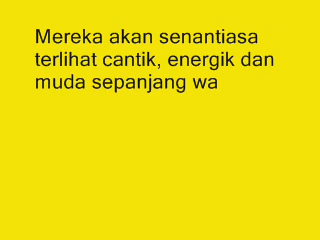 Mereka akan senantiasa
terlihat cantik, energik dan
muda sepanjang wa